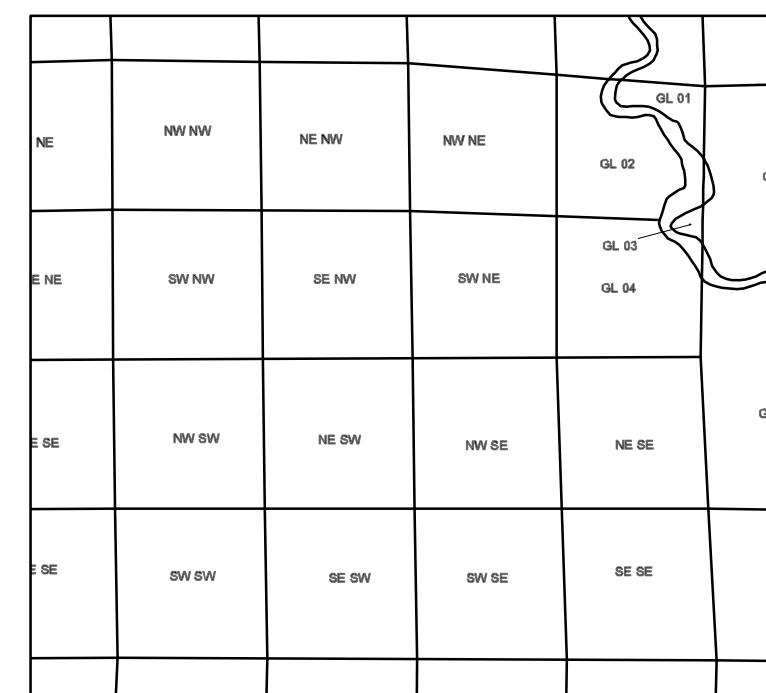 GL 01
NE
NW NW
NE NW
NW NE
GL 02
GL 03
E NE
SW NW
SE NW
SW NE
GL 04
E SE
NW SW
NE SW
NW SE
NE SE
E SE
SW SW
SE SW
SW SE
SE SE